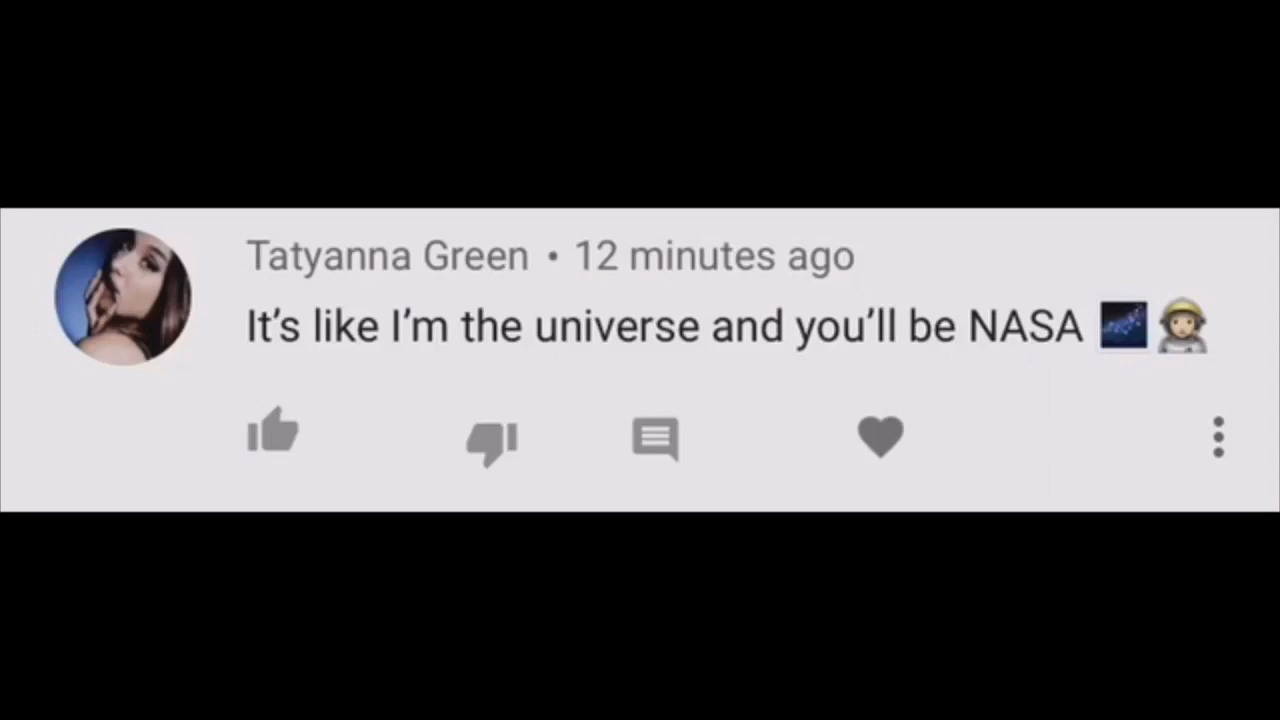 Tatyanna Green • 12 minutes ago
It’s like I’m the universe and you’ll be NASA 🌌👩🏼‍🚀